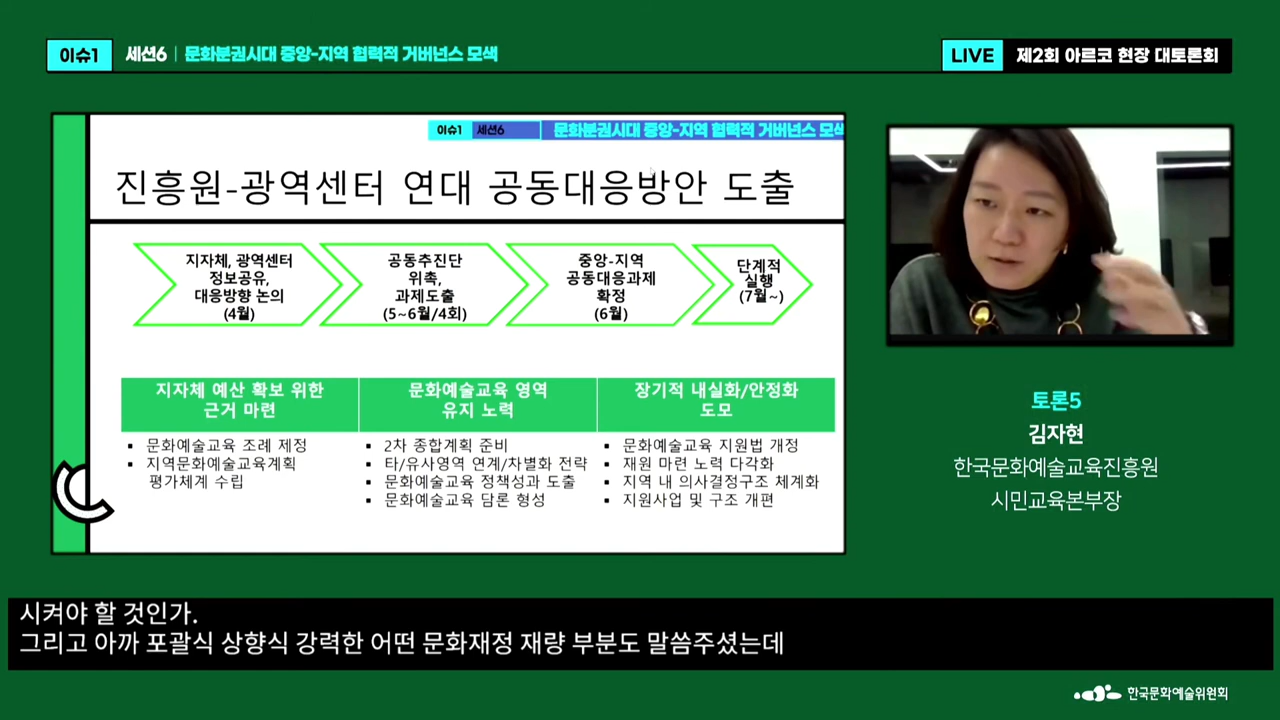 이슈1 세션6 | 문화분권시대 중앙-지역 협력적 거버넌스 모색
LIVE 제2회 아르코 현장 대토론회
이슈1 세션6 문화분권시대 중앙-지역 협력적 거버넌스 모색
진흥원-광역센터 연대 공동대응방안 도출
지자체, 광역센터
정보공유,
대응방향 논의
(4월)
공동추진단
위촉,
과제도출
(5~6월/4회)
중앙-지역
공동대응과제
확정
(6월)
단계적
실행
(7월~)
지자체 예산 확보 위한
근거 마련
▪ 문화예술교육 조례 제정
▪ 지역문화예술교육계획
평가체계 수립
문화예술교육 영역
유지 노력
▪ 2차 종합계획 준비
▪ 타/유사영역 연계/차별화 전략
▪ 문화예술교육 정책성과 도출
▪ 문화예술교육 담론 형성
장기적 내실화/안정화
도모
▪ 문화예술교육 지원법 개정
▪ 재원 마련 노력 다각화
▪ 지역 내 의사결정구조 체계화
▪ 지원사업 및 구조 개편
토론5
김자현
한국문화예술교육진흥원
시민교육본부장
시켜야 할 것인가.
그리고 아까 포괄식 상향식 강력한 어떤 문화재정 재량 부분도 말씀주셨는데
한국문화예술위원회